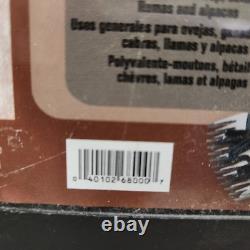 llamas and alpacas
Usos generales para ovejas,
cabras, llamas y alpacas
Polyvalente-moutons, bétail
chèvres, lamas et alpagas
0 40102 68000 7